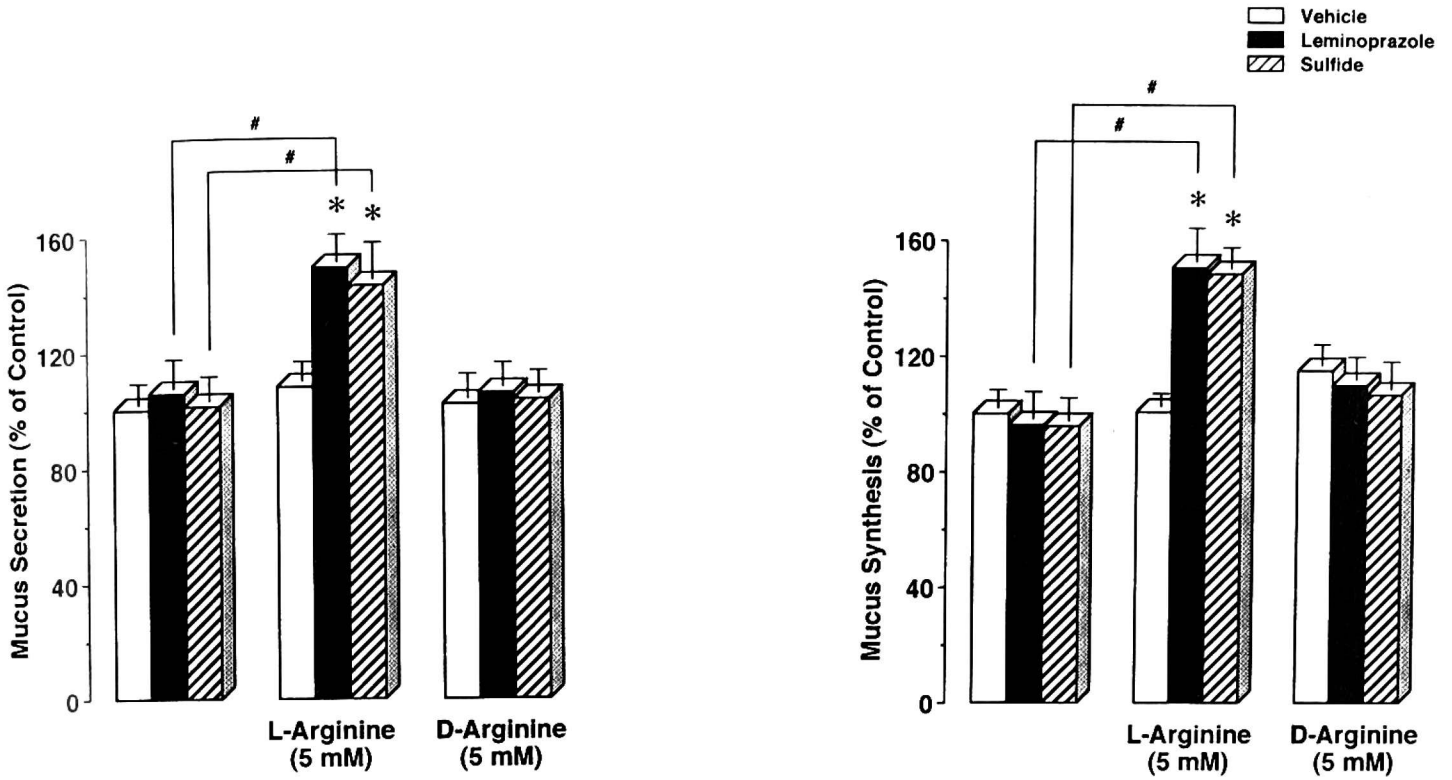 Vehicle
Leminoprazole
Sulfide
#
#
* *
Mucus Secretion (% of Control)
160
120
80
40
0
L-Arginine
(5 mM)
D-Arginine
(5 mM)
#
#
* *
Mucus Synthesis (% of Control)
160
120
80
40
0
L-Arginine
(5 mM)
D-Arginine
(5 mM)